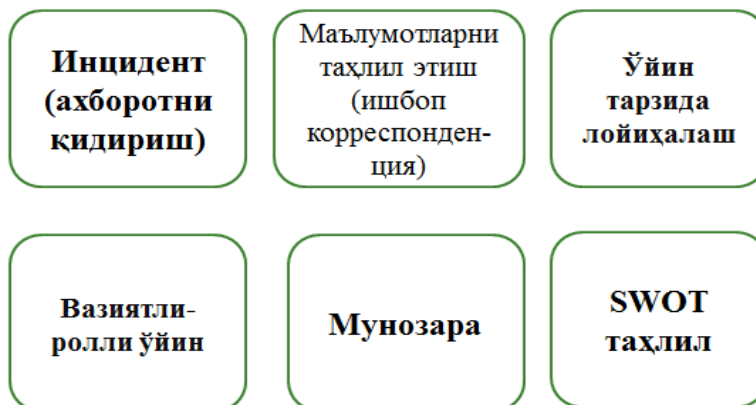 Инцидент
(ахборотни
қидириш)
Маълумотларни
таҳлил этиш
(ишбоп
корреспонден-
ция)
Ўйин
тарзида
лойиҳалаш
Вазиятли-
ролли ўйин
Мунозара
SWOT
таҳлил